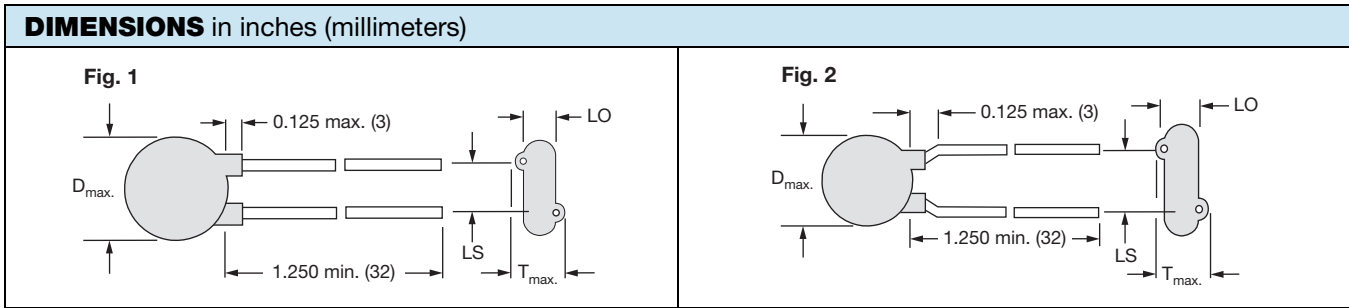 DIMENSIONS in inches (millimeters)
Fig. 1
0.125 max. (3)
LO
Dmax.
LS
1.250 min. (32)
Tmax.
Fig. 2
0.125 max. (3)
LO
Dmax.
LS
1.250 min. (32)
Tmax.